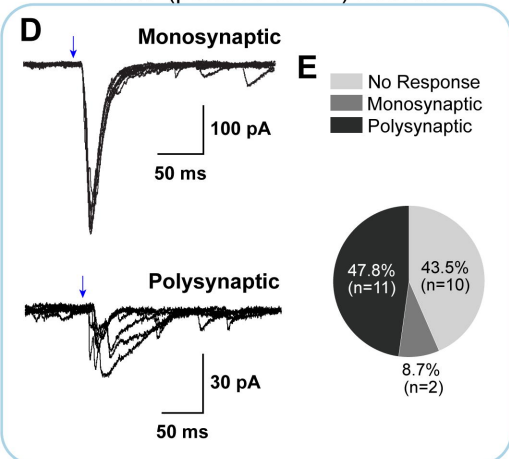 D
Monosynaptic
100 pA
50 ms
Polysynaptic
30 pA
50 ms
E
No Response
Monosynaptic
Polysynaptic
47.8%
(n=11)
43.5%
(n=10)
8.7%
(n=2)